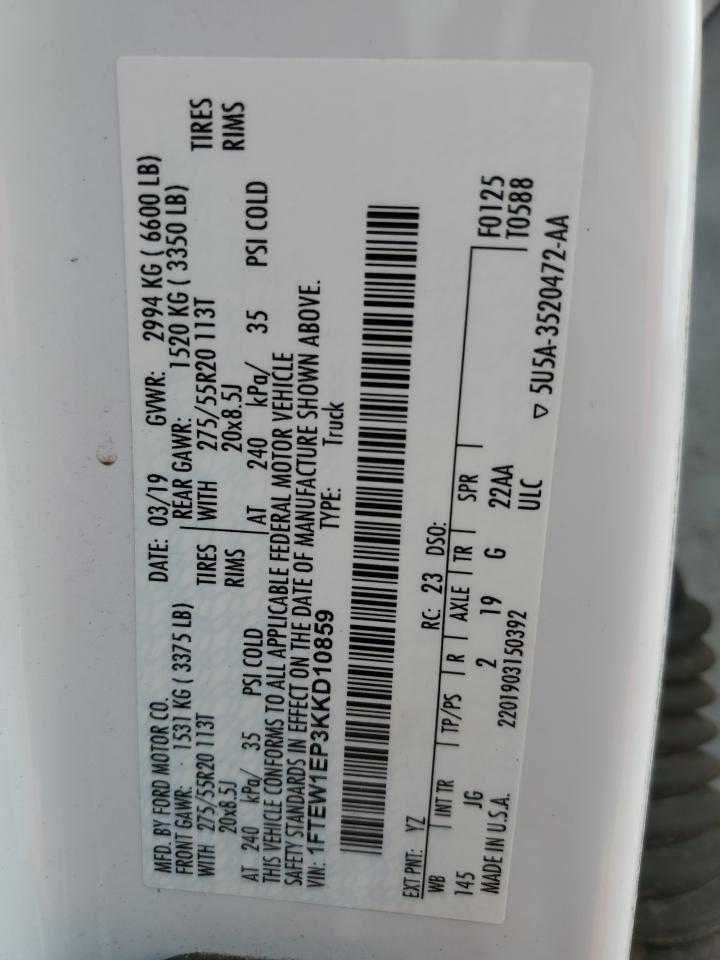 MFD. BY FORD MOTOR CO. DATE: 03/19 GVWR: 2994 KG ( 6600 LB)
FRONT GAWR: 1531 KG ( 3375 LB) REAR GAWR: 1520 KG ( 3350 LB)
WITH 275/55R20 113T TIRES WITH 275/55R20 113T TIRES
20x8.5J RIMS 20x8.5J RIMS
AT 240 kPa/ 35 PSI COLD AT 240 kPa/ 35 PSI COLD
THIS VEHICLE CONFORMS TO ALL APPLICABLE FEDERAL MOTOR VEHICLE
SAFETY STANDARDS IN EFFECT ON THE DATE OF MANUFACTURE SHOWN ABOVE.
VIN: 1FTEW1EP3KKD10859 TYPE: Truck
EXT PNT: YZ RC: 23 DSO: F0125
WB INT TR TP/PS R AXLE TR SPR T0588
145 JG 2 19 G 22AA
ULC
MADE IN U.S.A. 2201903150392 ▽ 5U5A-3520472-AA